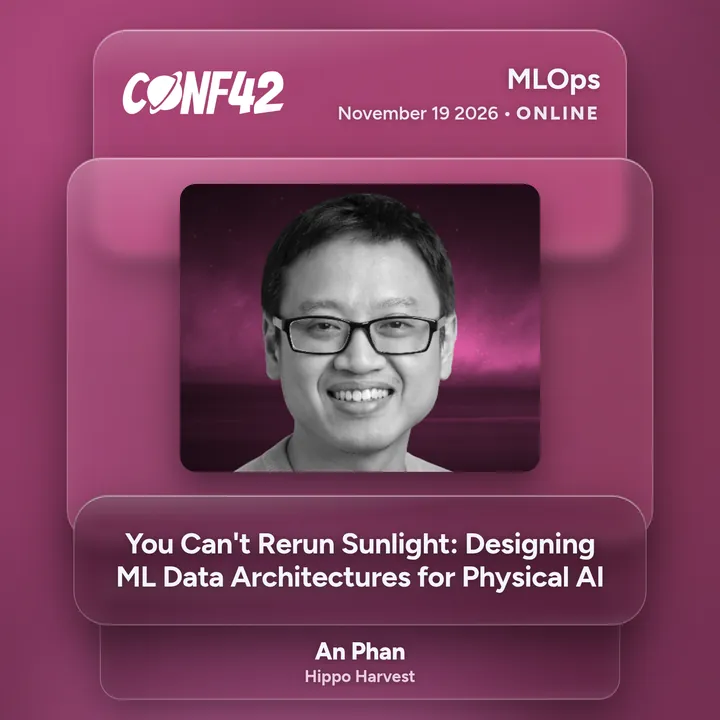 CONF42
MLOps
November 19 2026 • ONLINE
You Can't Rerun Sunlight: Designing
ML Data Architectures for Physical AI
An Phan
Hippo Harvest